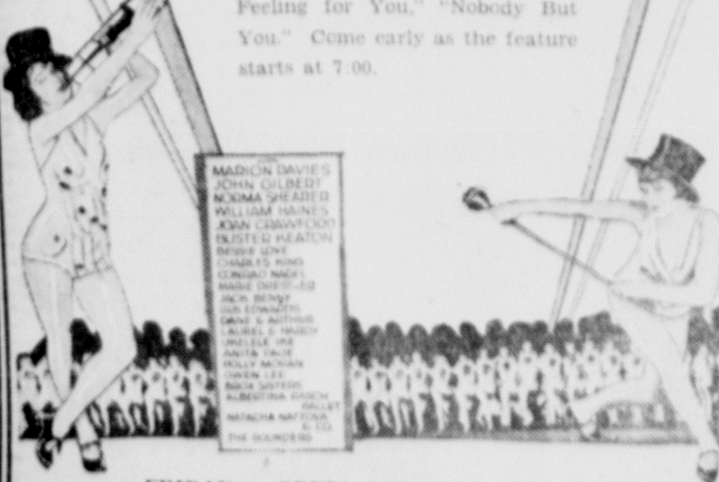 Feeling for You," "Nobody But
You." Come early as the feature
starts at 7:00.
MARION DAVIES
JOHN GILBERT
NORMA SHEARER
WILLIAM HAINES
JOAN CRAWFORD
BUSTER KEATON
BESSIE LOVE
CHARLES KING
CONRAD NAGEL
MARIE DRESSLER
JACK BENNY
GUS EDWARDS
DANE & ARTHUR
LAUREL & HARDY
UKELELE IKE
ANITA PAGE
POLLY MORAN
GWEN LEE
BROX SISTERS
ALBERTINA RASCH
BALLET
NATACHA NATTOVA
& CO.
THE ROUNDERS